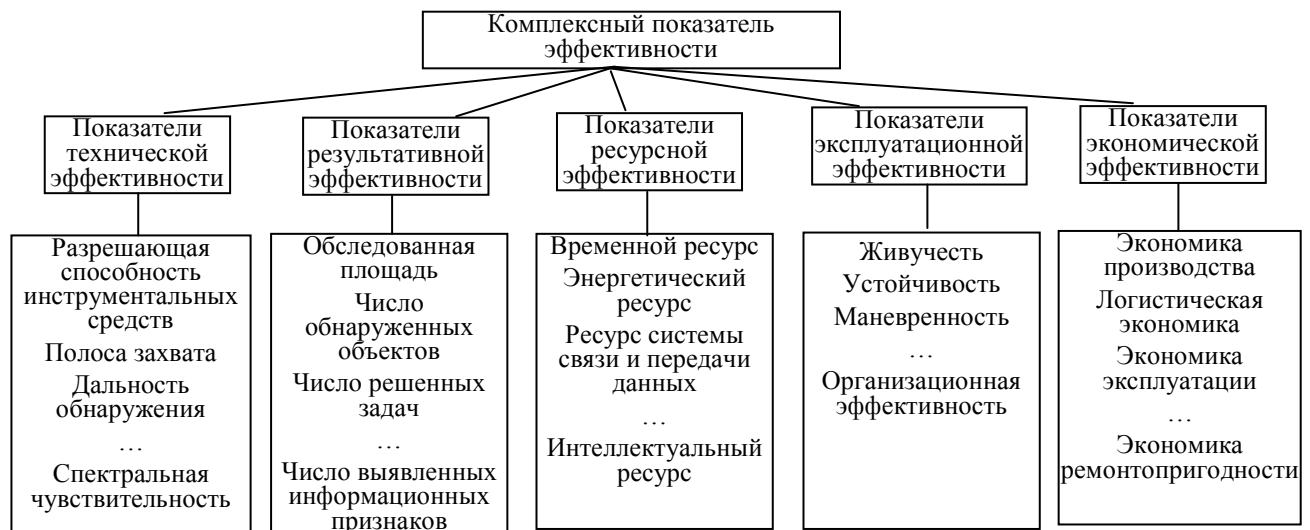 Комплексный показатель
эффективности
Показатели
технической
эффективности
Показатели
результативной
эффективности
Показатели
ресурсной
эффективности
Показатели
эксплуатационной
эффективности
Показатели
экономической
эффективности
Разрешающая
способность
инструментальных
средств
Полоса захвата
Дальность
обнаружения
…
Спектральная
чувствительность
Обследованная
площадь
Число
обнаруженных
объектов
Число решенных
задач
…
Число выявленных
информационных
признаков
Временной ресурс
Энергетический
ресурс
Ресурс системы
связи и передачи
данных
…
Интеллектуальный
ресурс
Живучесть
Устойчивость
Маневренность
…
Организационная
эффективность
Экономика
производства
Логистическая
экономика
Экономика
эксплуатации
…
Экономика
ремонтопригодности